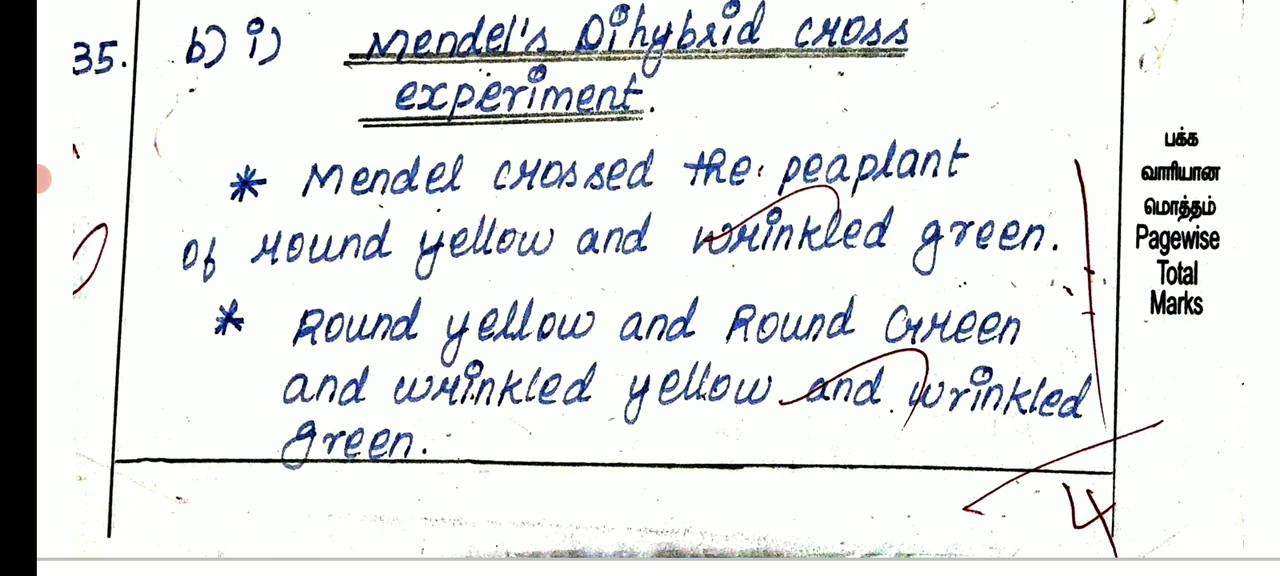 35. b) i) Mendel's Dihybrid cross
experiment.
* Mendel crossed the peaplant
of round yellow and wrinkled green.
* Round yellow and Round Green
and wrinkled yellow and wrinkled
green.
பக்க
வாரியான
மொத்தம்
Pagewise
Total
Marks
4